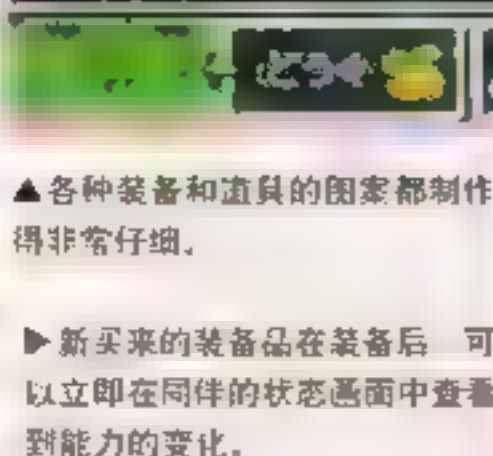 ▲各种装备和道具的图案都制作
得非常仔细。
▶新买来的装备品在装备后 可
以立即在同伴的状态画面中查看
到能力的变化。